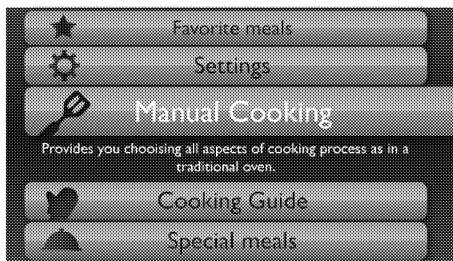 Favorite meals
Settings
Manual Cooking
Provides you chooising all aspects of cooking process as in a
traditional oven.
Cooking Guide
Special meals